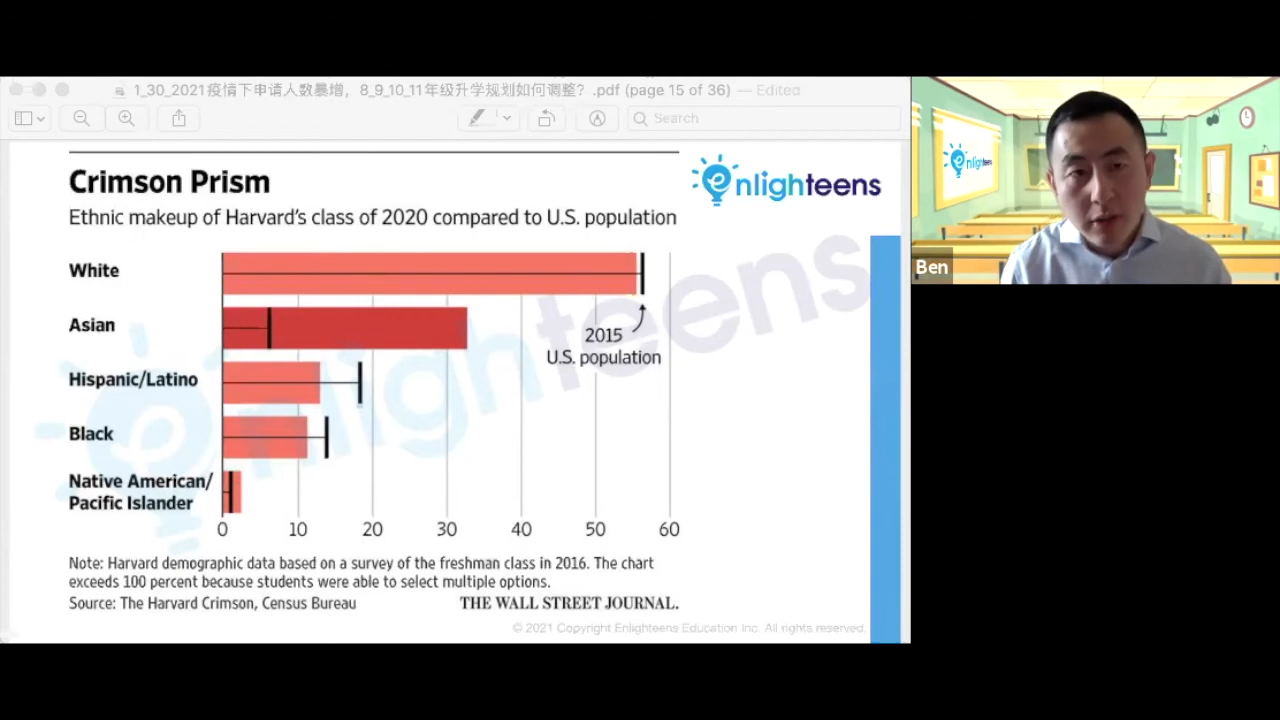 1_30_2021疫情下申请人数暴增，8_9_10_11年级升学规划如何调整？.pdf (page 15 of 36) — Edited
Search
Crimson Prism
enlighteens
Ethnic makeup of Harvard's class of 2020 compared to U.S. population
White
Asian
2015
U.S. population
Hispanic/Latino
Black
Native American/
Pacific Islander
0 10 20 30 40 50 60
Note: Harvard demographic data based on a survey of the freshman class in 2016. The chart
exceeds 100 percent because students were able to select multiple options.
Source: The Harvard Crimson, Census Bureau THE WALL STREET JOURNAL.
© 2021 Copyright Enlighteens Education Inc. All rights reserved.
enlighteens
enlighteens
Ben